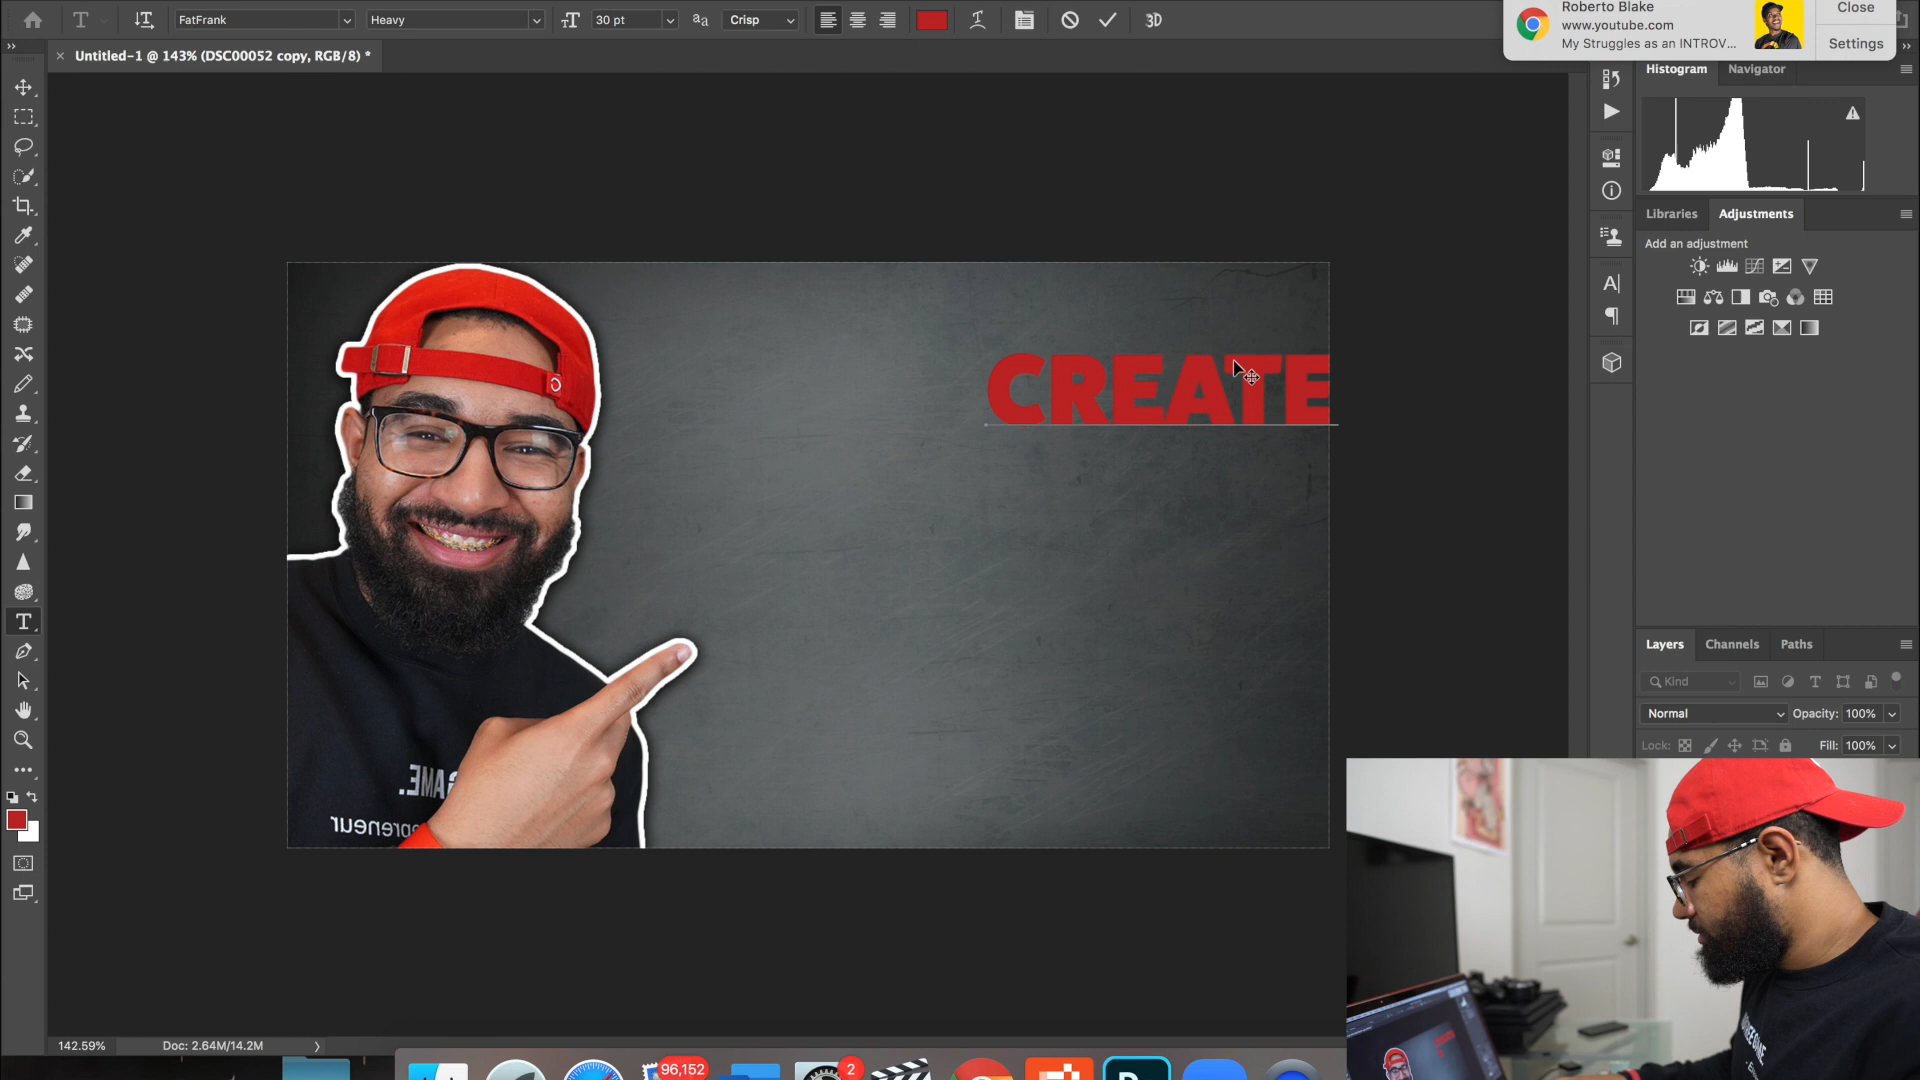 FatFrank
Heavy
30 pt
Crisp
3D
Roberto Blake
www.youtube.com
My Struggles as an INTROV...
Close
Settings
Untitled-1 @ 143% (DSC00052 copy, RGB/8) *
Histogram
Navigator
Libraries
Adjustments
Add an adjustment
CREATE
Layers
Channels
Paths
Kind
Normal
Opacity: 100%
Lock:
Fill: 100%
142.59%
Doc: 2.64M/14.2M
96,152
2